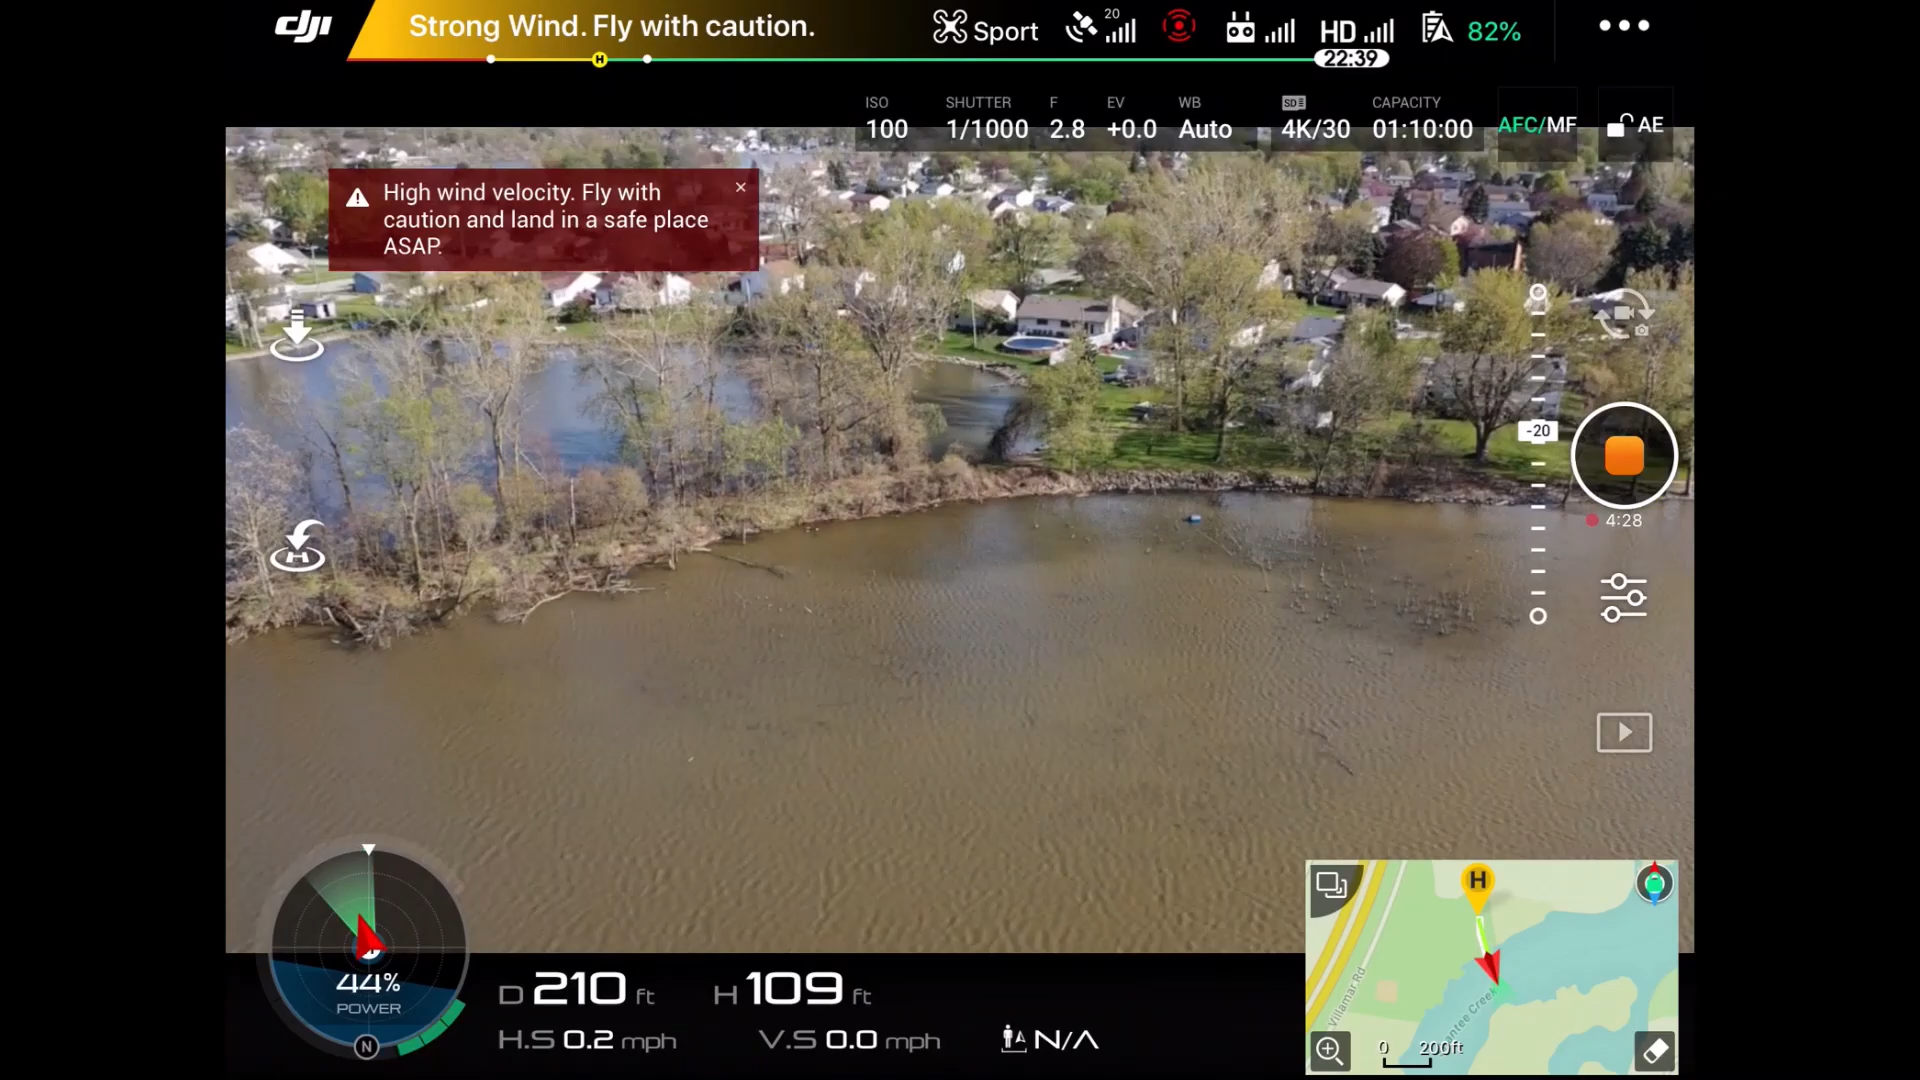 dji
Strong Wind. Fly with caution.
Sport
20
HD
82%
H
22:39
ISO
100
SHUTTER
1/1000
F
2.8
EV
+0.0
WB
Auto
SD
4K/30
CAPACITY
01:10:00
AFC/MF
AE
High wind velocity. Fly with
caution and land in a safe place
ASAP.
H
-20
4:28
44%
POWER
N
D 210 ft
H 109 ft
H.S 0.2 mph
V.S 0.0 mph
N/A
H
Villamar Rd
ntee Creek
0 200ft